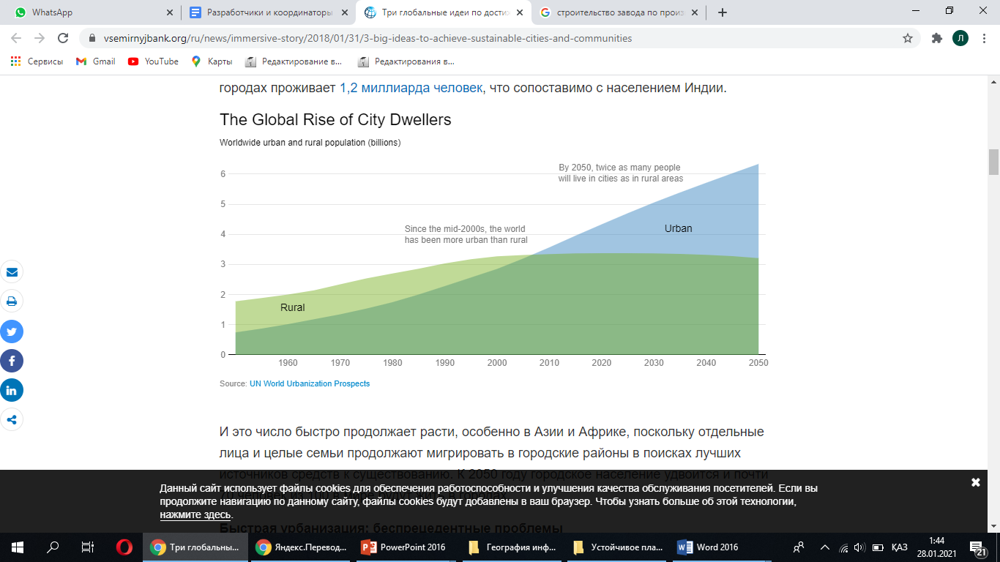 WhatsApp
Разработчики и координаторы
Три глобальные идеи по дости
строительство завода по произ
vsemirnyjbank.org/ru/news/immersive-story/2018/01/31/3-big-ideas-to-achieve-sustainable-cities-and-communities
Л
Сервисы
Gmail
YouTube
Карты
Редактирование в...
Редактирования в...
городах проживает 1,2 миллиарда человек, что сопоставимо с населением Индии.
The Global Rise of City Dwellers
Worldwide urban and rural population (billions)
By 2050, twice as many people
will live in cities as in rural areas
Since the mid-2000s, the world
has been more urban than rural
Urban
Rural
6
5
4
3
2
1
0
1960 1970 1980 1990 2000 2010 2020 2030 2040 2050
Source: UN World Urbanization Prospects
И это число быстро продолжает расти, особенно в Азии и Африке, поскольку отдельные
лица и целые семьи продолжают мигрировать в городские районы в поисках лучших
источников средств к существованию. К 2050 году городское население удвоится и почти
Данный сайт использует файлы cookies для обеспечения работоспособности и улучшения качества обслуживания посетителей. Если вы
продолжите навигацию по данному сайту, файлы cookies будут добавлены в ваш браузер. Чтобы узнать больше об этой технологии,
нажмите здесь.
Быстрая урбанизация: беспрецедентные проблемы
Три глобальны...
Яндекс.Перевод...
PowerPoint 2016
География инф...
Устойчивое пла...
Word 2016
ҚАЗ
1:44
28.01.2021
21